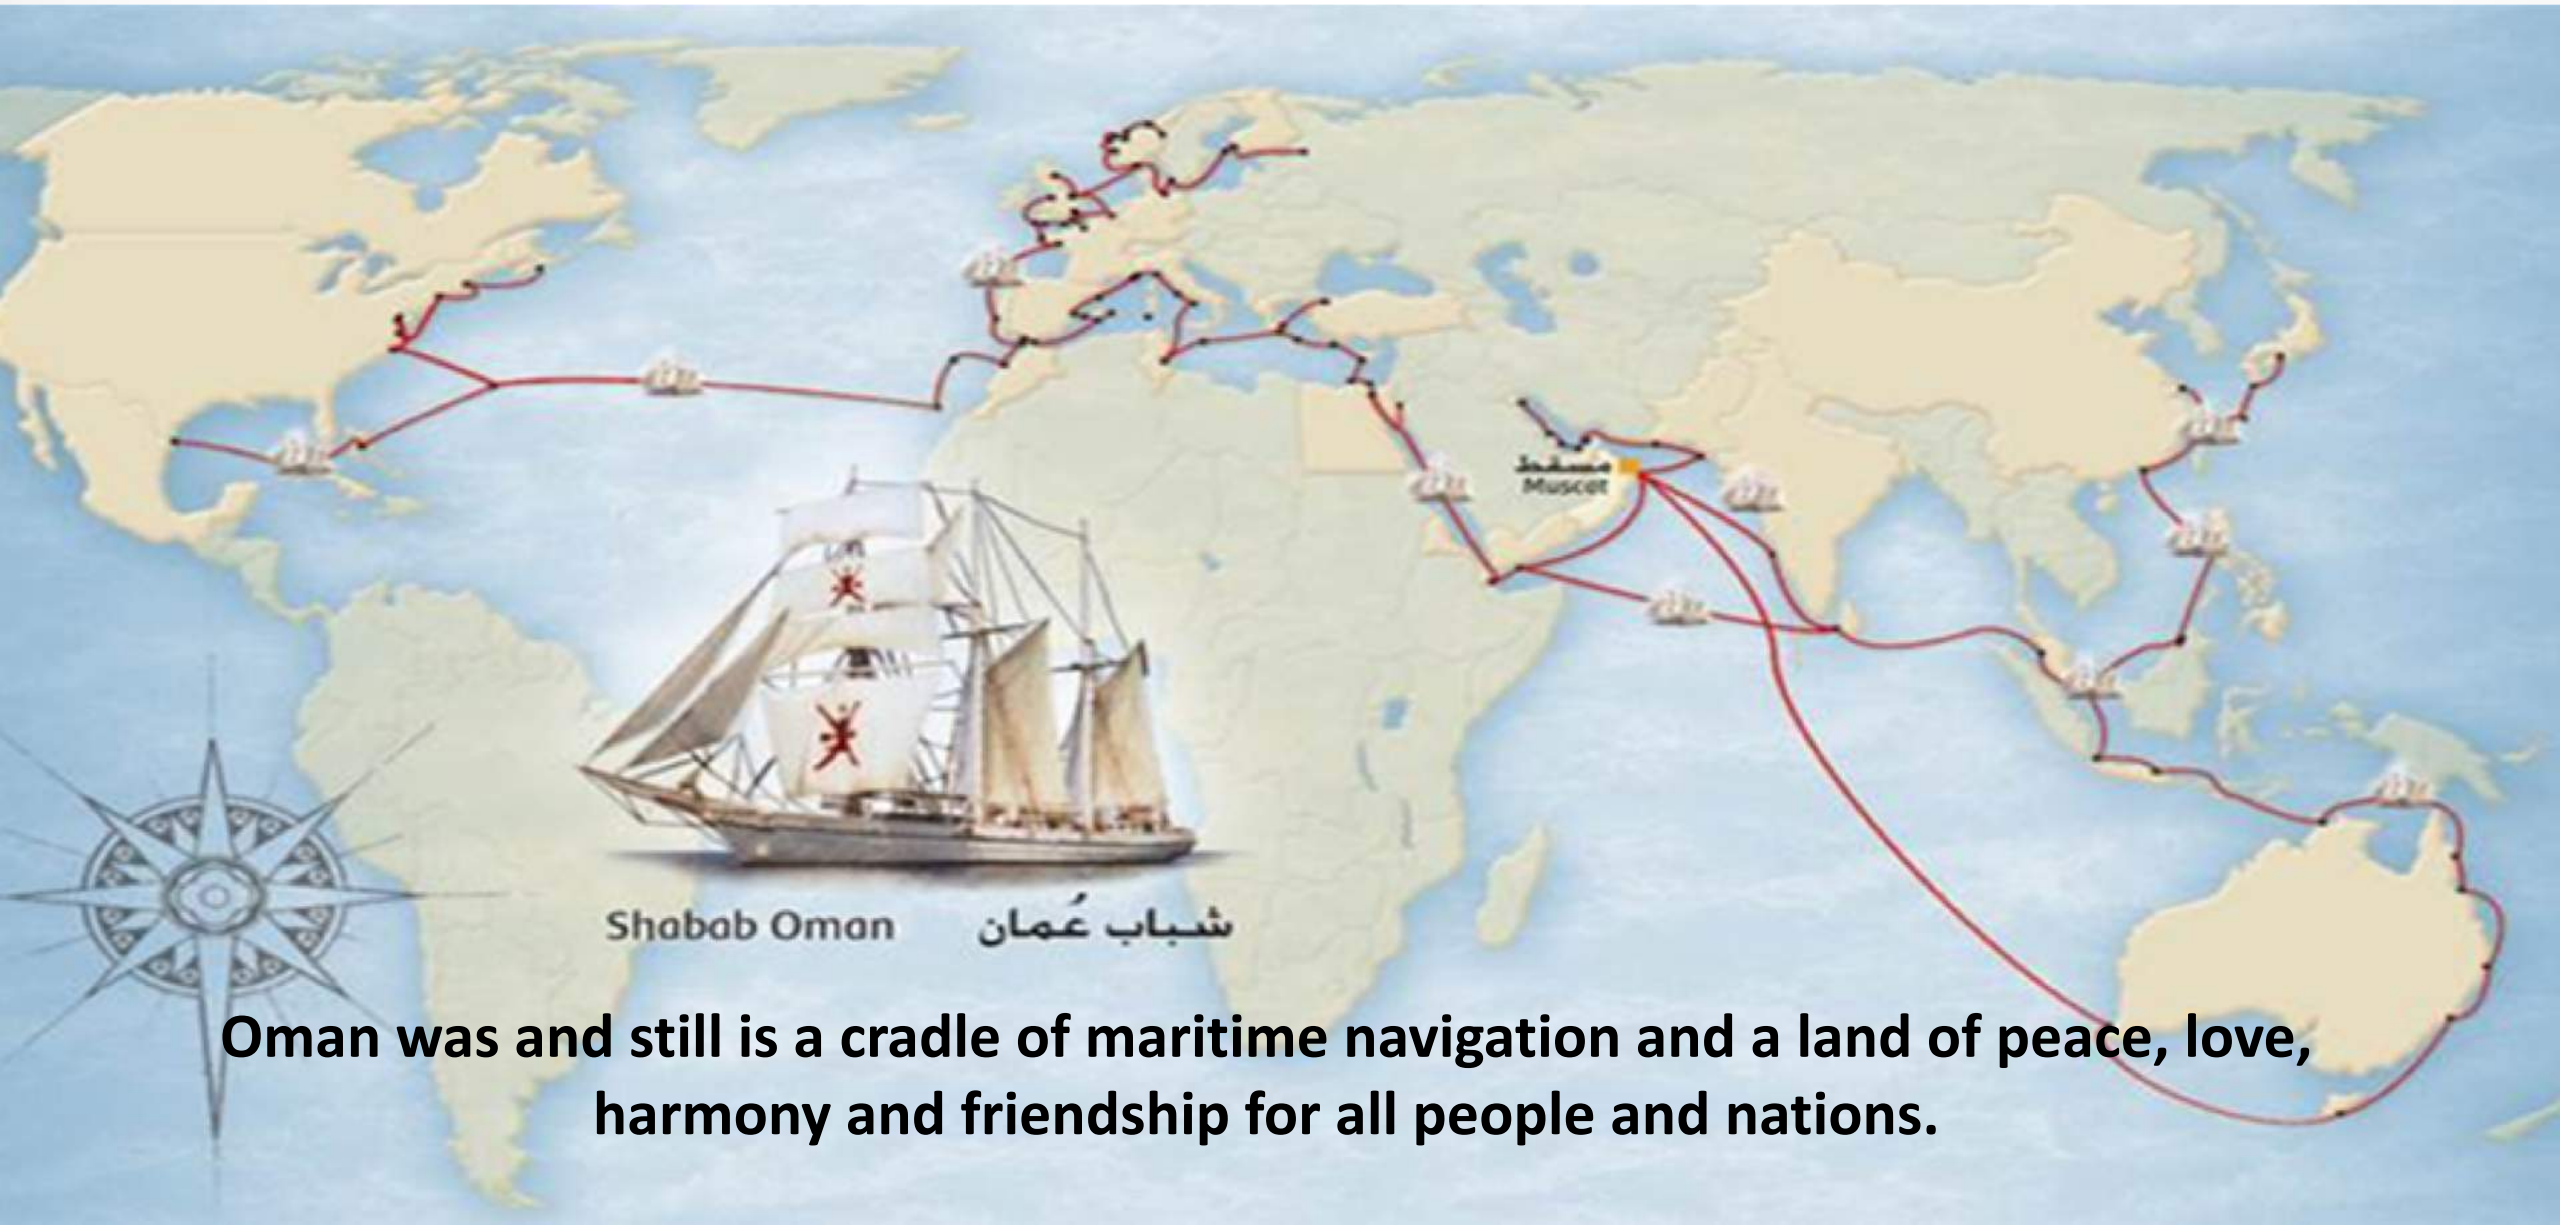 مسقط
Muscat
Shabab Oman شباب عُمان
Oman was and still is a cradle of maritime navigation and a land of peace, love,
harmony and friendship for all people and nations.